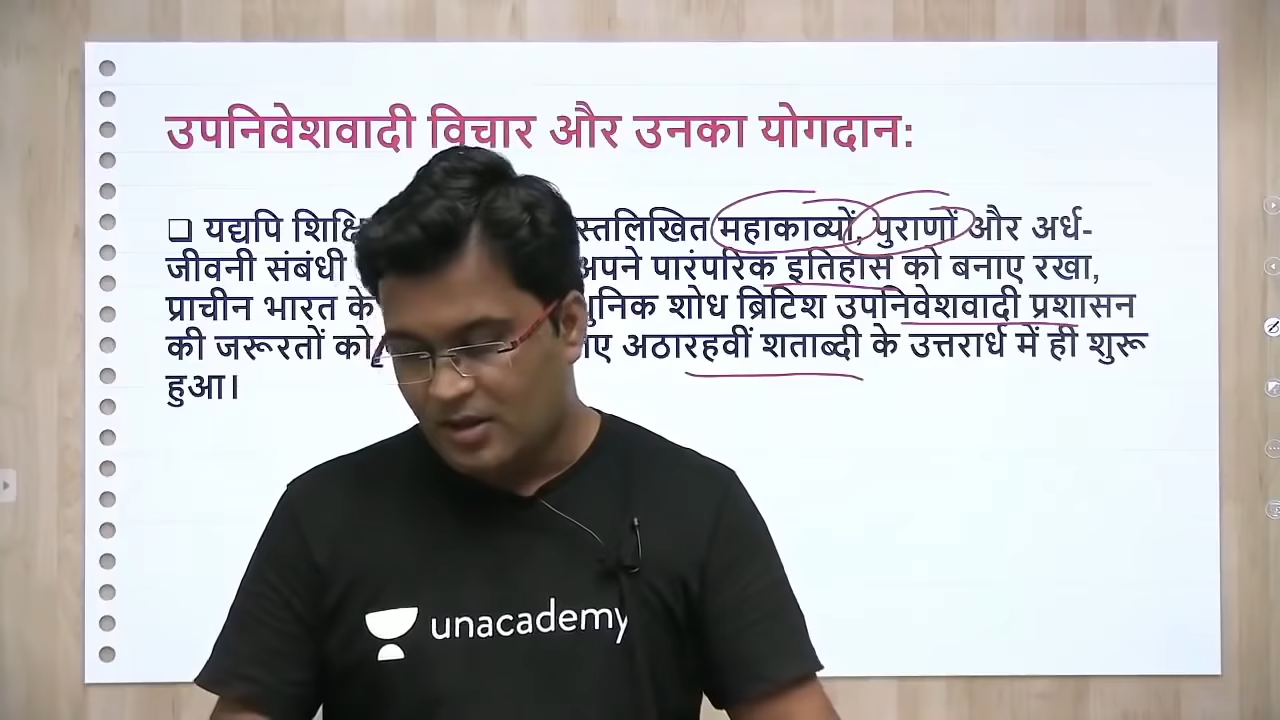 उपनिवेशवादी विचार और उनका योगदान:
❑ यद्यपि महाकाव्यों, पुराणों और अर्ध-
जीवनी संबंधी अपने पारंपरिक इतिहास को बनाए रखा,
प्राचीन भारत के शोध ब्रिटिश उपनिवेशवादी प्रशासन
की जरूरतों को अठारहवीं शताब्दी के उत्तरार्ध में ही शुरू
हुआ।
unacademy